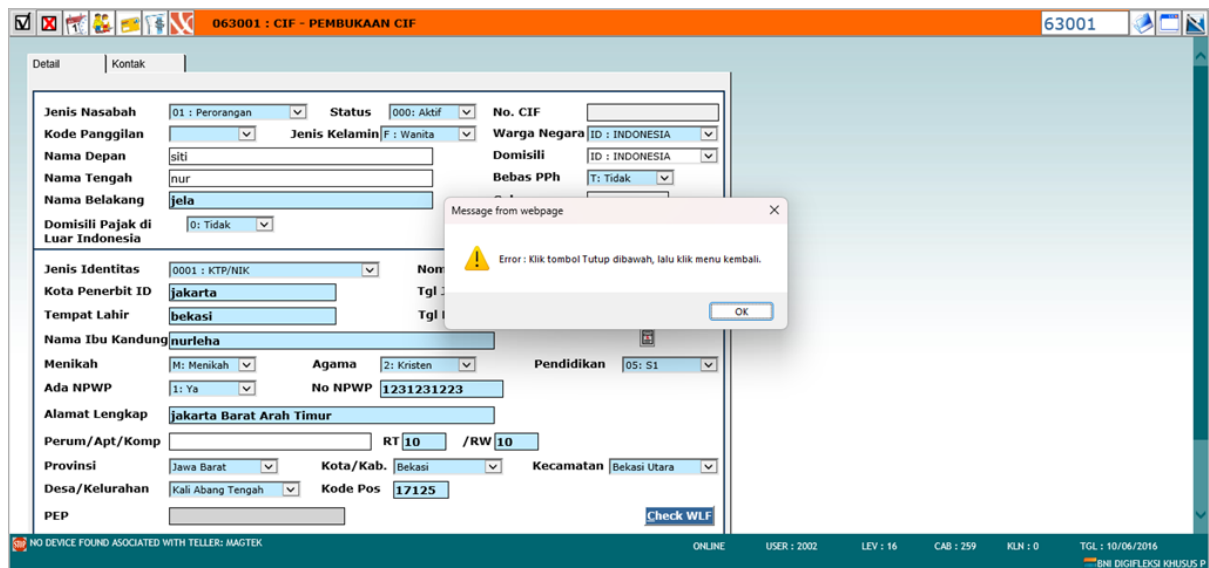 063001 : CIF - PEMBUKAAN CIF 63001
Detail Kontak
Jenis Nasabah 01 : Perorangan Status 000: Aktif No. CIF
Kode Panggilan Jenis Kelamin F : Wanita Warga Negara ID : INDONESIA
Nama Depan siti Domisili ID : INDONESIA
Nama Tengah nur Bebas PPh T: Tidak
Nama Belakang jela
Message from webpage
Domisili Pajak di Luar Indonesia 0: Tidak
Error : Klik tombol Tutup dibawah, lalu klik menu kembali.
OK
Jenis Identitas 0001 : KTP/NIK
Kota Penerbit ID jakarta Tgl
Tempat Lahir bekasi Tgl
Nama Ibu Kandung nurleha
Menikah M: Menikah Agama 2: Kristen Pendidikan 05: S1
Ada NPWP 1: Ya No NPWP 1231231223
Alamat Lengkap jakarta Barat Arah Timur
Perum/Apt/Komp RT 10 /RW 10
Provinsi Jawa Barat Kota/Kab. Bekasi Kecamatan Bekasi Utara
Desa/Kelurahan Kali Abang Tengah Kode Pos 17125
PEP Check WLF
STOP NO DEVICE FOUND ASOCIATED WITH TELLER: MAGTEK ONLINE USER : 2002 LEV : 16 CAB : 259 KLN : 0 TGL : 10/06/2016
BNI DIGIFLEKSI KHUSUS P